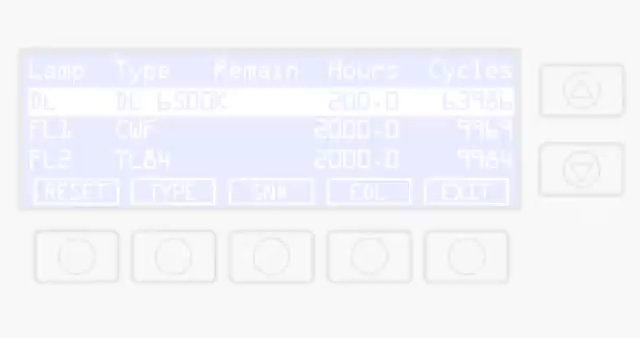 Lamp Type Remain Hours Cycles
DL DL 6500K 200.0 63986
FL1 CWF 2000.0 9969
FL2 TL84 2000.0 9984
RESET TYPE SN# EOL EXIT